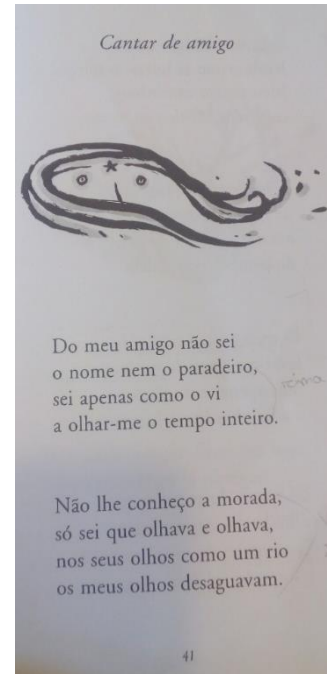 Cantar de amigo
Do meu amigo não sei
o nome nem o paradeiro,
sei apenas como o vi
a olhar-me o tempo inteiro.
rima
Não lhe conheço a morada,
só sei que olhava e olhava,
nos seus olhos como um rio
os meus olhos desaguavam.
41